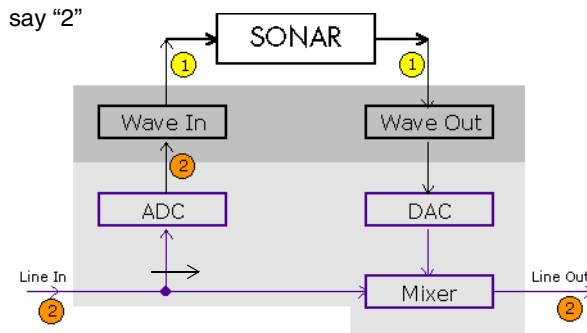 say “2”
SONAR
1
1
Wave In
Wave Out
2
ADC
DAC
Line In
Line Out
Mixer
2
2